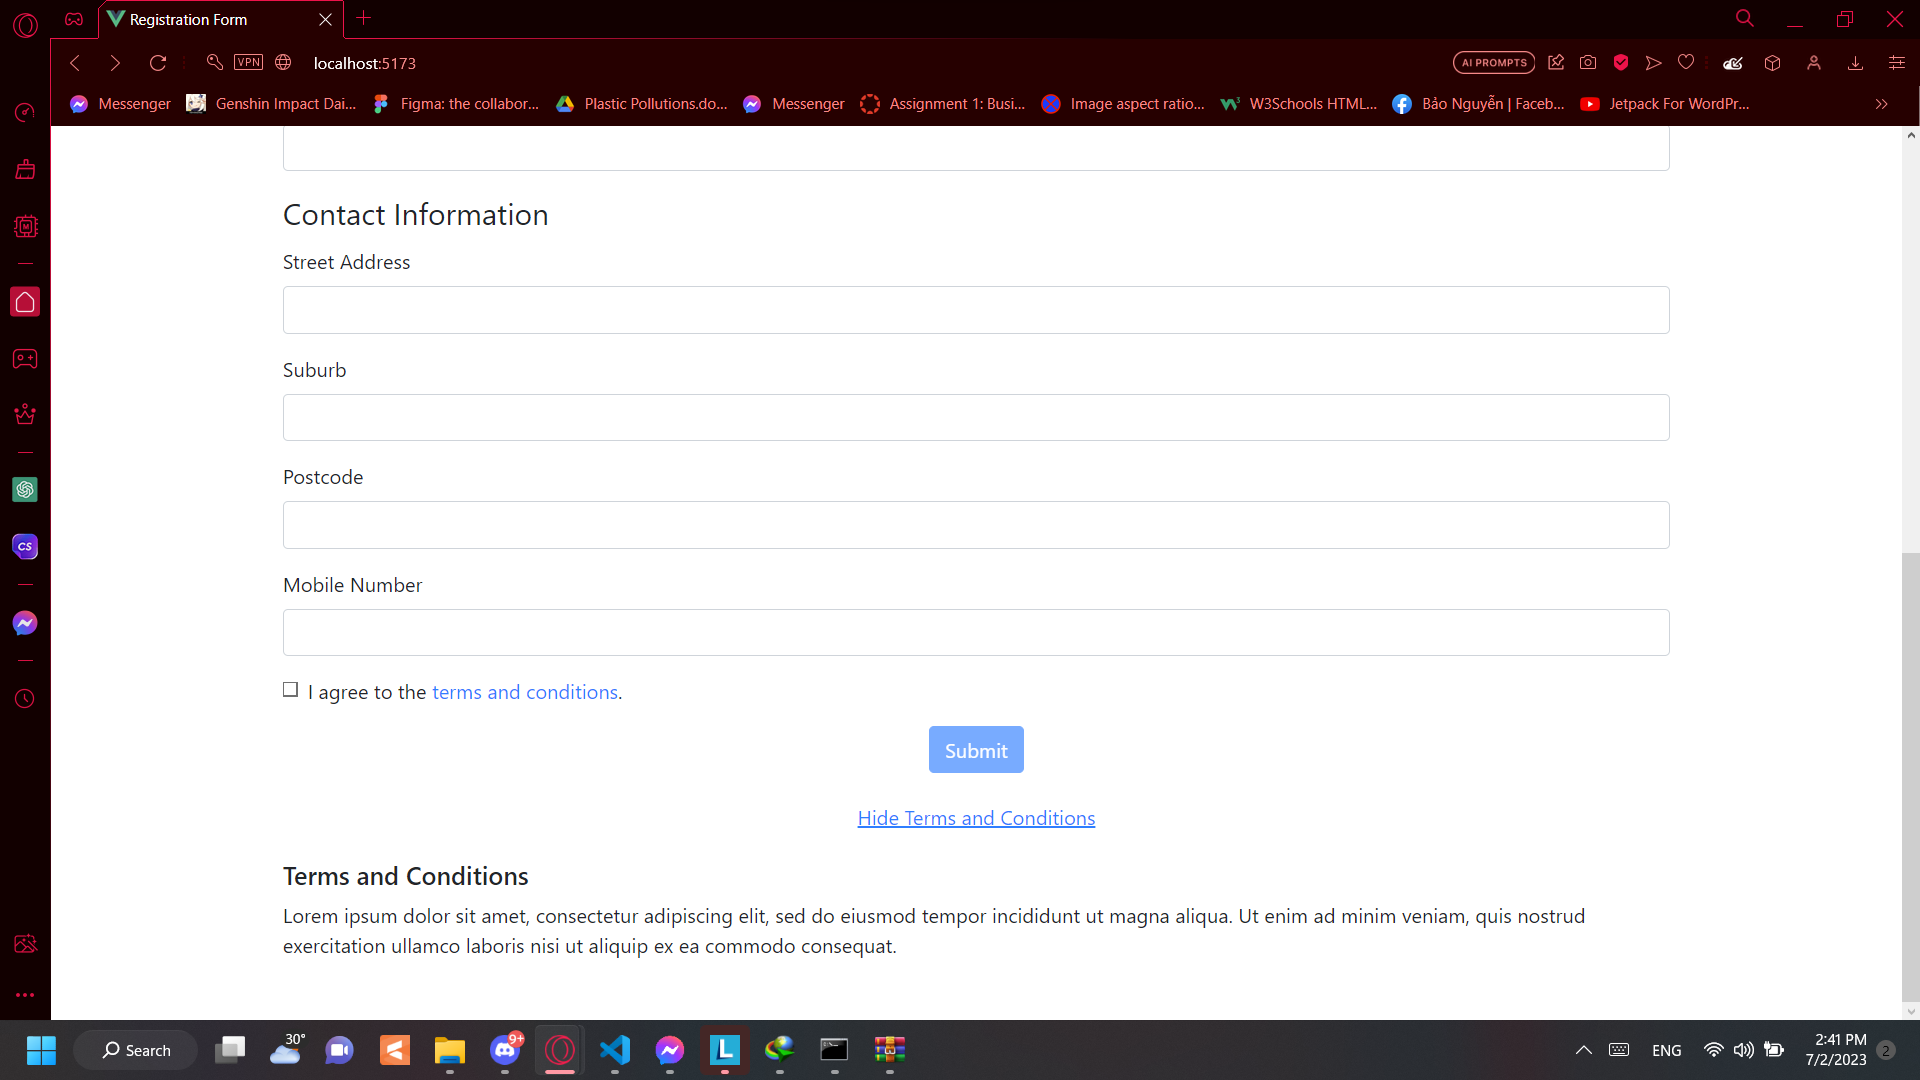 Registration Form
VPN
localhost:5173
AI PROMPTS
Messenger
Genshin Impact Dai...
Figma: the collabor...
Plastic Pollutions.do...
Messenger
Assignment 1: Busi...
Image aspect ratio...
W3Schools HTML...
Bảo Nguyễn | Faceb...
Jetpack For WordPr...
M
CS
Contact Information
Street Address
Suburb
Postcode
Mobile Number
I agree to the terms and conditions.
Submit
Hide Terms and Conditions
Terms and Conditions
Lorem ipsum dolor sit amet, consectetur adipiscing elit, sed do eiusmod tempor incididunt ut magna aliqua. Ut enim ad minim veniam, quis nostrud
exercitation ullamco laboris nisi ut aliquip ex ea commodo consequat.
Search
30°
9+
L
ENG
2:41 PM
7/2/2023
2